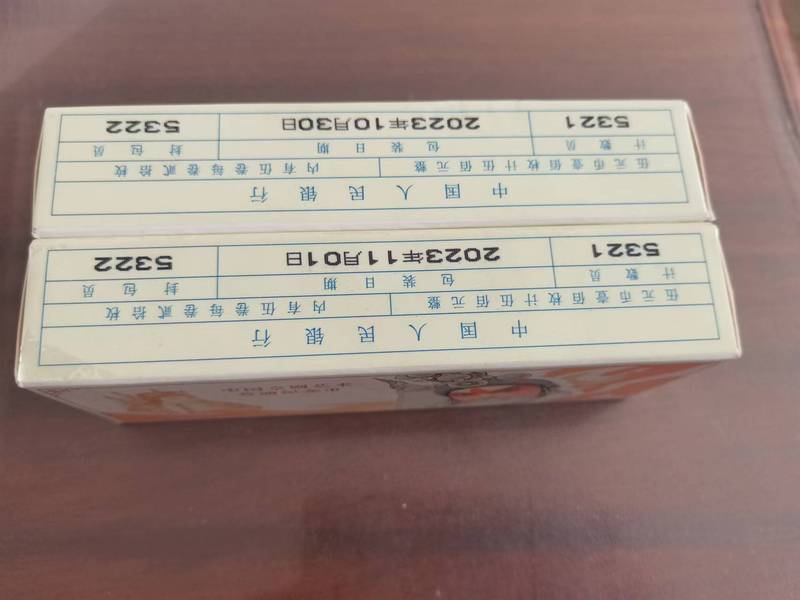 中国人民银行
伍元币壹佰枚计伍佰元整 内有伍卷每卷贰拾枚
计数员 包装日期 封包员
5321 2023年11月01日 5322
中国人民银行
伍元币壹佰枚计伍佰元整 内有伍卷每卷贰拾枚
计数员 包装日期 封包员
5321 2023年10月30日 5322